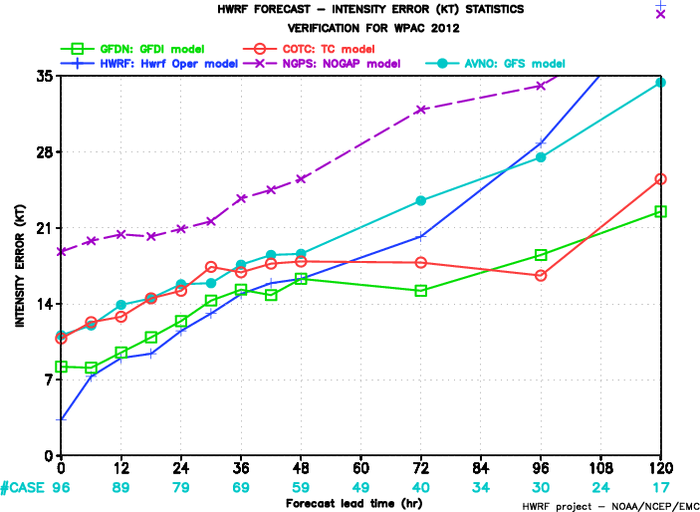 HWRF FORECAST - INTENSITY ERROR (KT) STATISTICS
VERIFICATION FOR WPAC 2012
GFDN: GFDI model COTC: TC model
HWRF: Hwrf Oper model NGPS: NOGAP model AVNO: GFS model
35
28
21
14
7
0
INTENSITY ERROR (KT)
0 12 24 36 48 60 72 84 96 108 120
#CASE 96 89 79 69 59 49 40 34 30 24 17
Forecast lead time (hr)
HWRF project - NOAA/NCEP/EMC